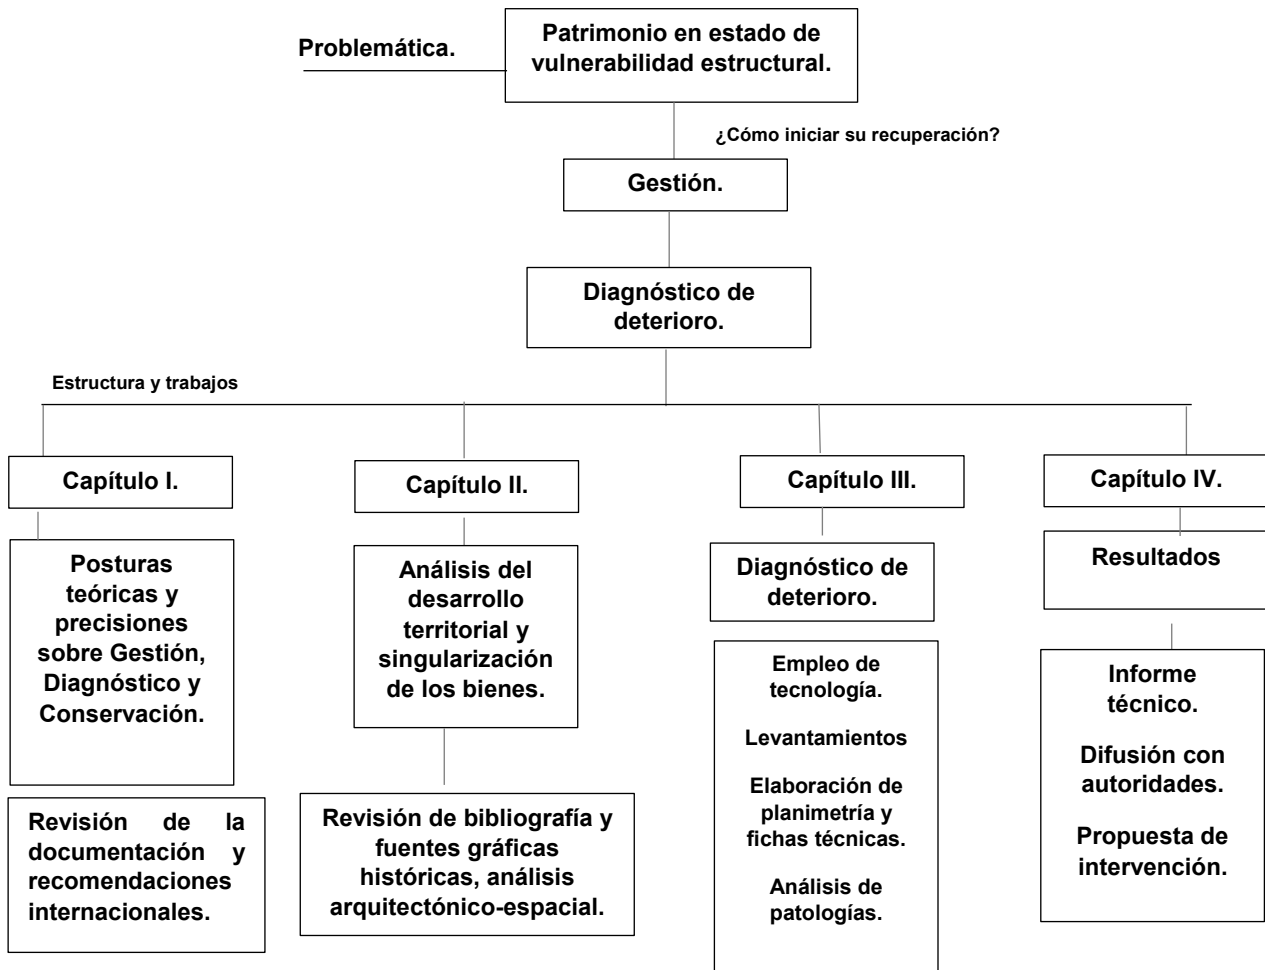 Problemática.
Patrimonio en estado de
vulnerabilidad estructural.
¿Cómo iniciar su recuperación?
Gestión.
Diagnóstico de
deterioro.
Estructura y trabajos
Capítulo I.
Posturas
teóricas y
precisiones
sobre Gestión,
Diagnóstico y
Conservación.
Revisión de la
documentación y
recomendaciones
internacionales.
Capítulo II.
Análisis del
desarrollo
territorial y
singularización
de los bienes.
Revisión de bibliografía y
fuentes gráficas
históricas, análisis
arquitectónico-espacial.
Capítulo III.
Diagnóstico de
deterioro.
Empleo de
tecnología.
Levantamientos
Elaboración de
planimetría y
fichas técnicas.
Análisis de
patologías.
Capítulo IV.
Resultados
Informe
técnico.
Difusión con
autoridades.
Propuesta de
intervención.